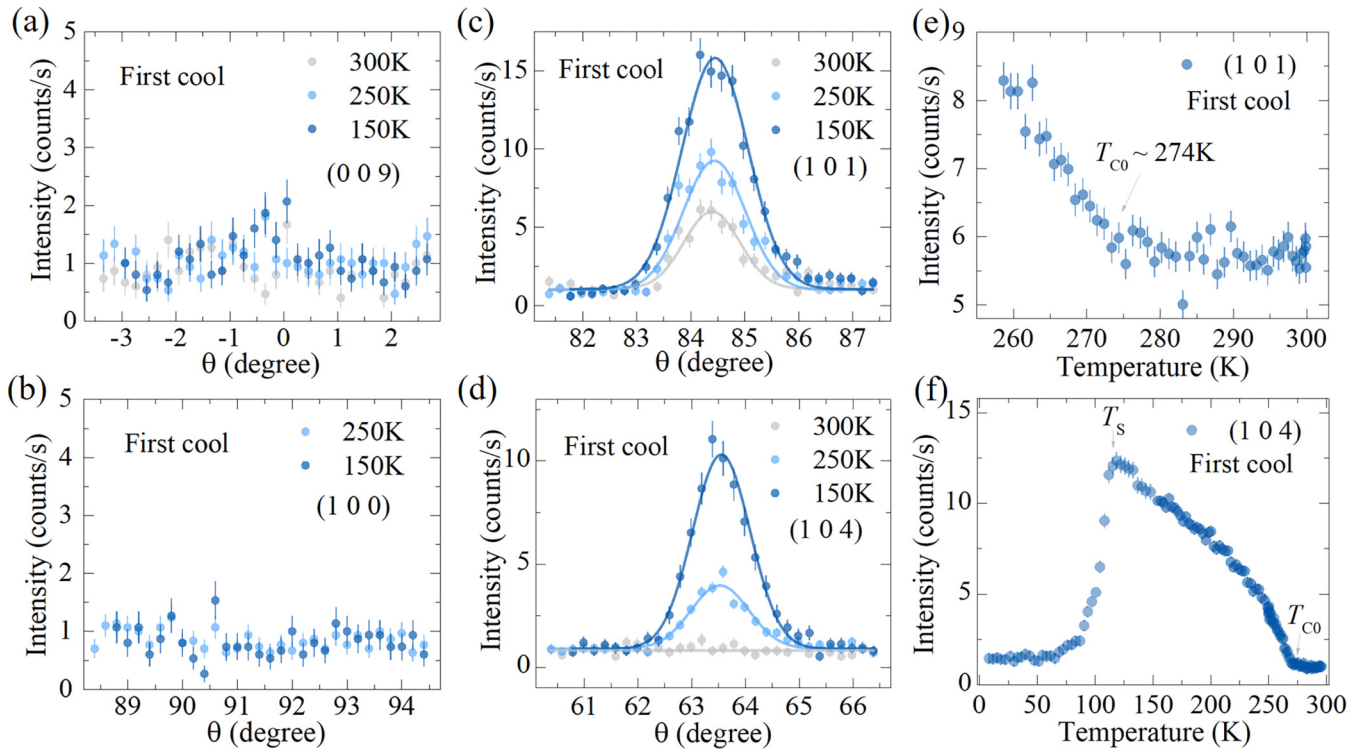 (a)
5
4
3
2
1
0
Intensity (counts/s)
First cool
300K
250K
150K
(0 0 9)
-3 -2 -1 0 1 2
θ (degree)
(b)
5
4
3
2
1
0
Intensity (counts/s)
First cool
250K
150K
(1 0 0)
89 90 91 92 93 94
θ (degree)
(c)
15
10
5
0
Intensity (counts/s)
First cool
300K
250K
150K
(1 0 1)
82 83 84 85 86 87
θ (degree)
(d)
10
5
0
Intensity (counts/s)
First cool
300K
250K
150K
(1 0 4)
61 62 63 64 65 66
θ (degree)
(e)
9
8
7
6
5
Intensity (counts/s)
(1 0 1)
First cool
TC0 ~ 274K
260 270 280 290 300
Temperature (K)
(f)
15
10
5
0
Intensity (counts/s)
TS
(1 0 4)
First cool
TC0
0 50 100 150 200 250 300
Temperature (K)